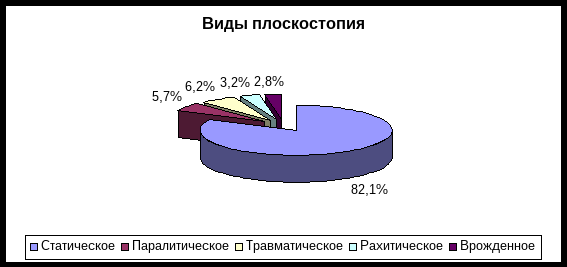 Виды плоскостопия
5,7%
6,2%
3,2%
2,8%
82,1%
Статическое Паралитическое Травматическое Рахитическое Врожденное